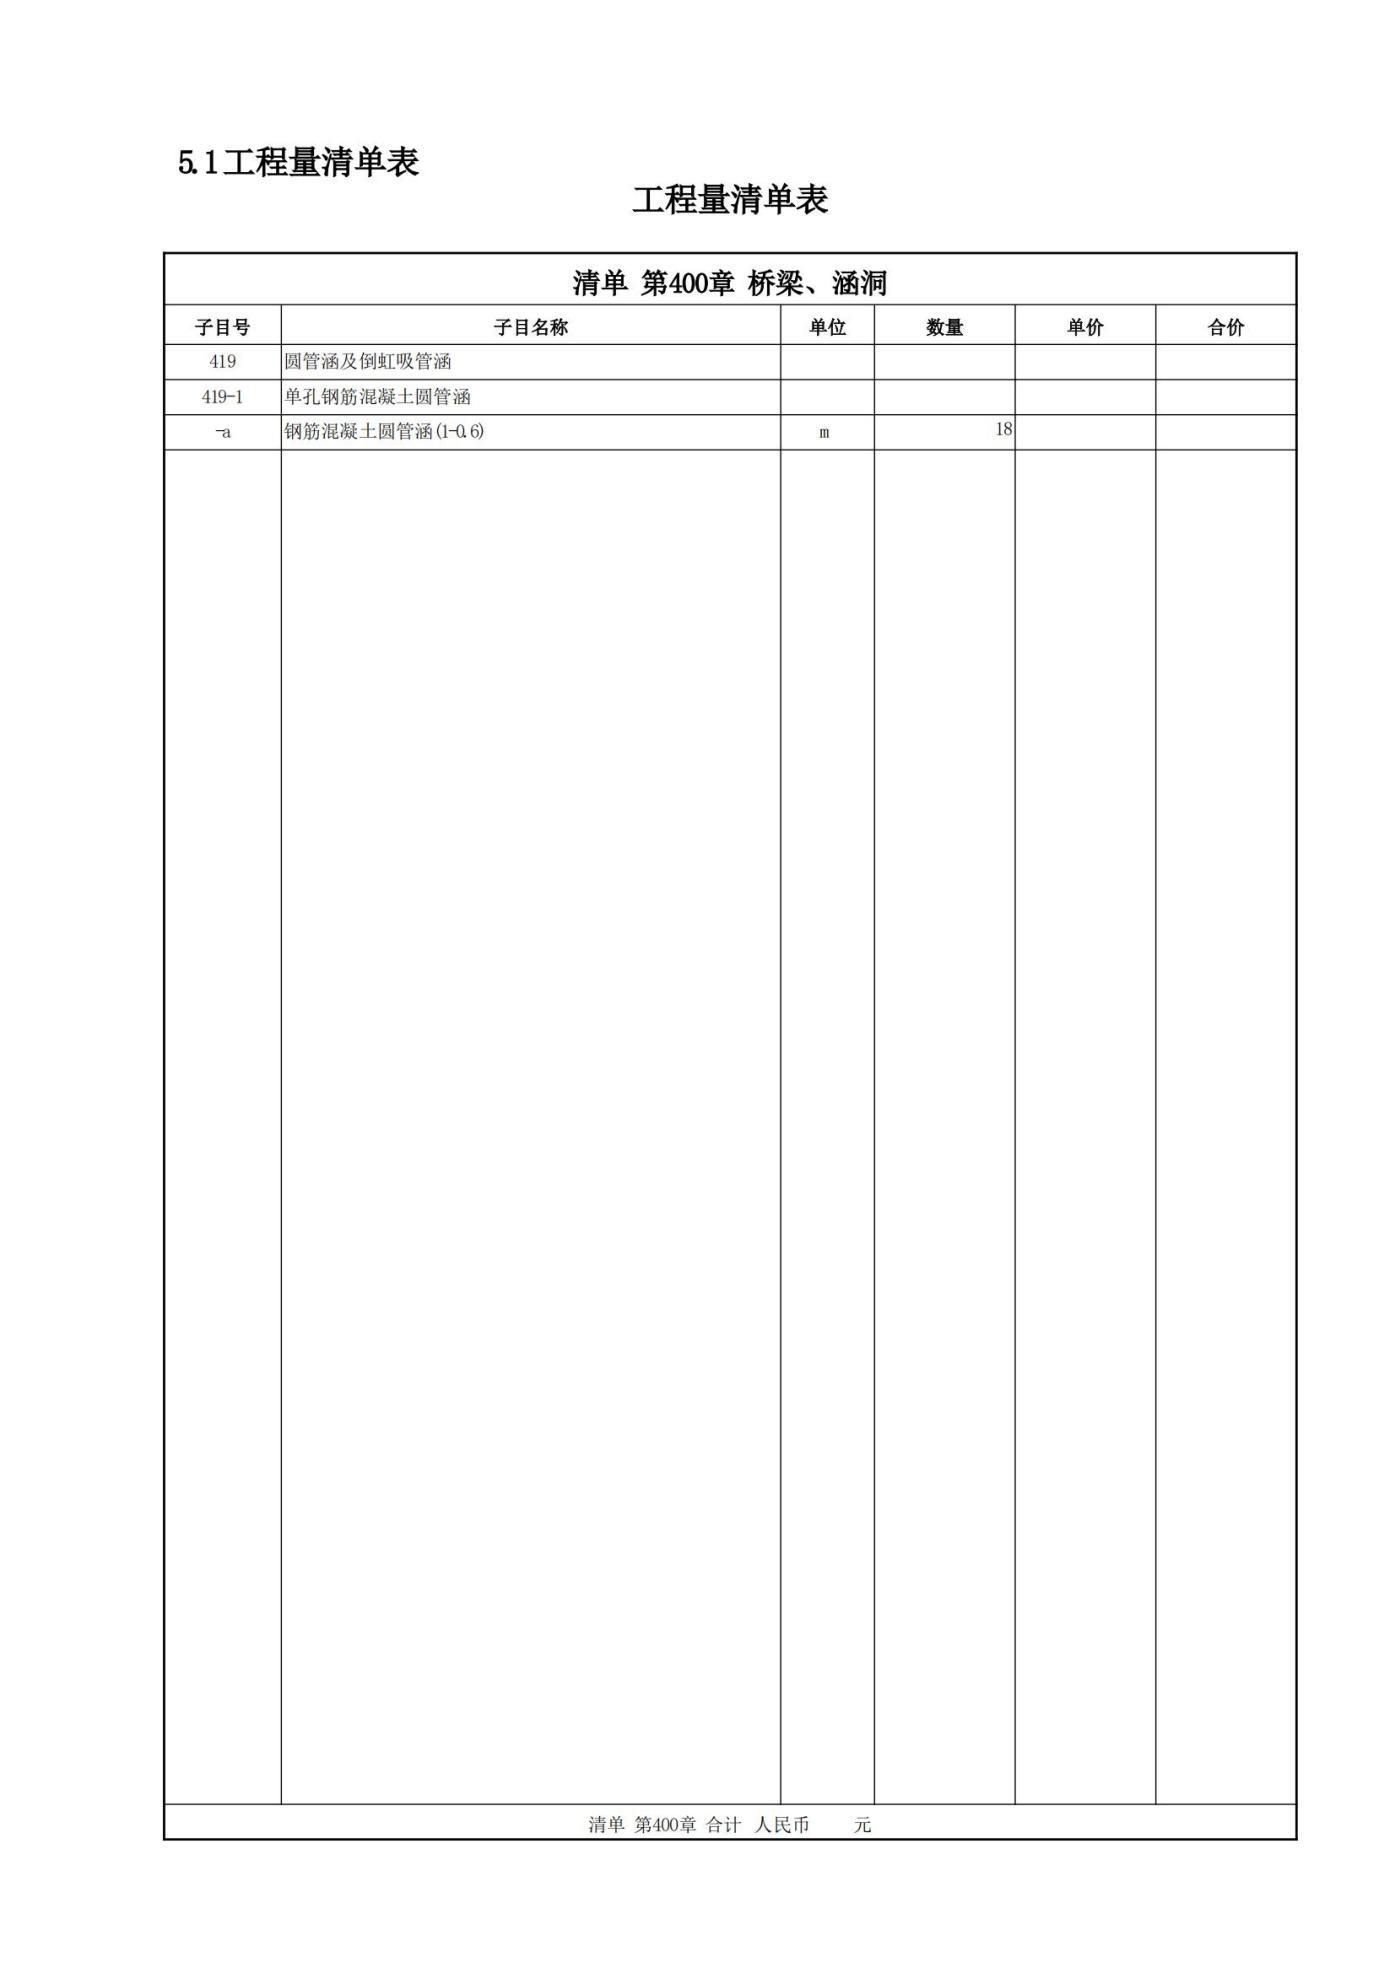 5.1工程量清单表
工程量清单表
清单 第400章 桥梁、涵洞
子目号 子目名称 单位 数量 单价 合价
419 圆管涵及倒虹吸管涵
419-1 单孔钢筋混凝土圆管涵
-a 钢筋混凝土圆管涵(1-0.6) m 18
清单 第400章 合计 人民币 元